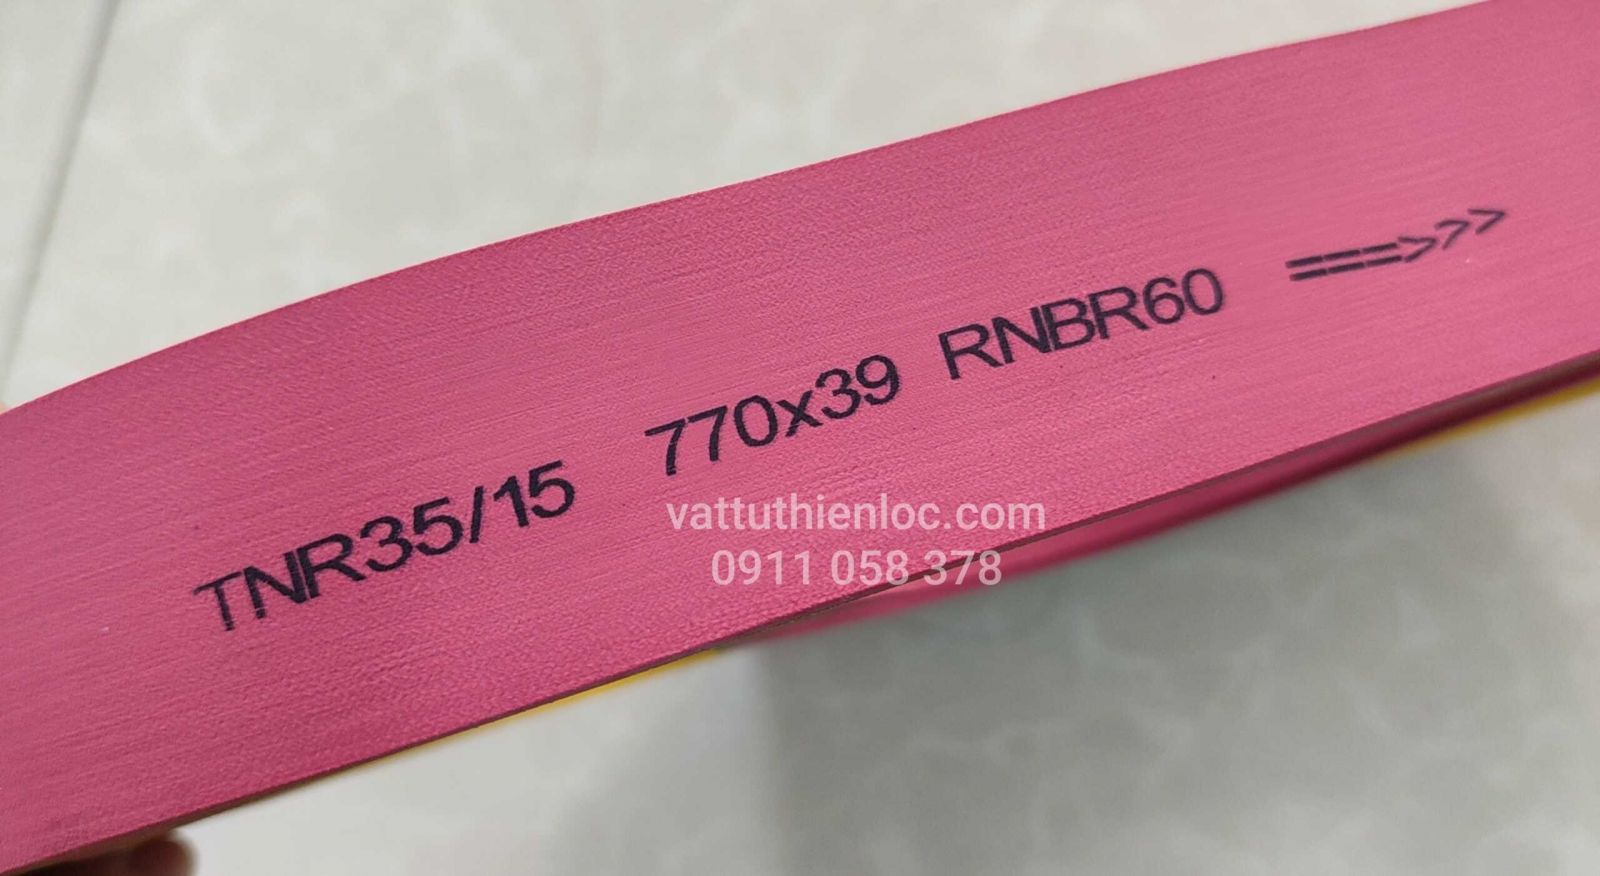 TNR35/15 770x39 RNBR60 ===>>>
vattuthienloc.com
0911 058 378